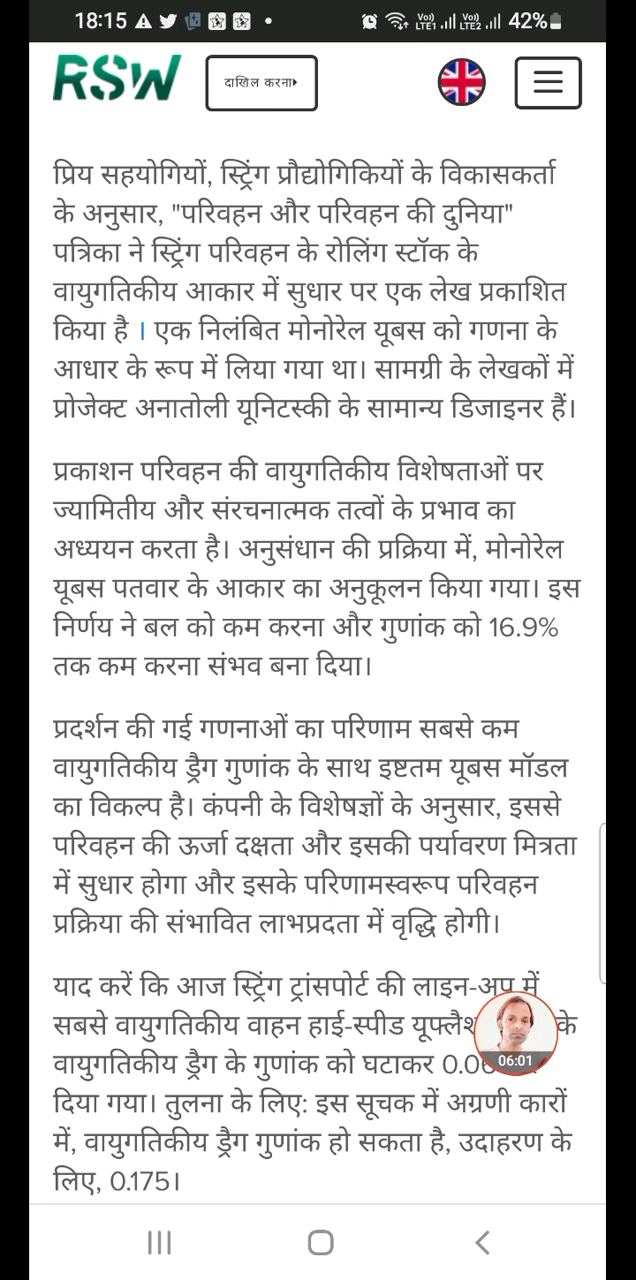 18:15
Vo)) LTE1 Vo)) LTE2 42%
RSW
दाखिल करना
प्रिय सहयोगियों, स्ट्रिंग प्रौद्योगिकियों के विकासकर्ता
के अनुसार, "परिवहन और परिवहन की दुनिया"
पत्रिका ने स्ट्रिंग परिवहन के रोलिंग स्टॉक के
वायुगतिकीय आकार में सुधार पर एक लेख प्रकाशित
किया है । एक निलंबित मोनोरेल यूबस को गणना के
आधार के रूप में लिया गया था। सामग्री के लेखकों में
प्रोजेक्ट अनातोली यूनिटस्की के सामान्य डिजाइनर हैं।
प्रकाशन परिवहन की वायुगतिकीय विशेषताओं पर
ज्यामितीय और संरचनात्मक तत्वों के प्रभाव का
अध्ययन करता है। अनुसंधान की प्रक्रिया में, मोनोरेल
यूबस पतवार के आकार का अनुकूलन किया गया। इस
निर्णय ने बल को कम करना और गुणांक को 16.9%
तक कम करना संभव बना दिया।
प्रदर्शन की गई गणनाओं का परिणाम सबसे कम
वायुगतिकीय ड्रैग गुणांक के साथ इष्टतम यूबस मॉडल
का विकल्प है। कंपनी के विशेषज्ञों के अनुसार, इससे
परिवहन की ऊर्जा दक्षता और इसकी पर्यावरण मित्रता
में सुधार होगा और इसके परिणामस्वरूप परिवहन
प्रक्रिया की संभावित लाभप्रदता में वृद्धि होगी।
याद करें कि आज स्ट्रिंग ट्रांसपोर्ट की लाइन-अप में
सबसे वायुगतिकीय वाहन हाई-स्पीड के
06:01
वायुगतिकीय ड्रैग के गुणांक को घटाकर
दिया गया। तुलना के लिए: इस सूचक में अग्रणी कारों
में, वायुगतिकीय ड्रैग गुणांक हो सकता है, उदाहरण के
लिए, 0.175।